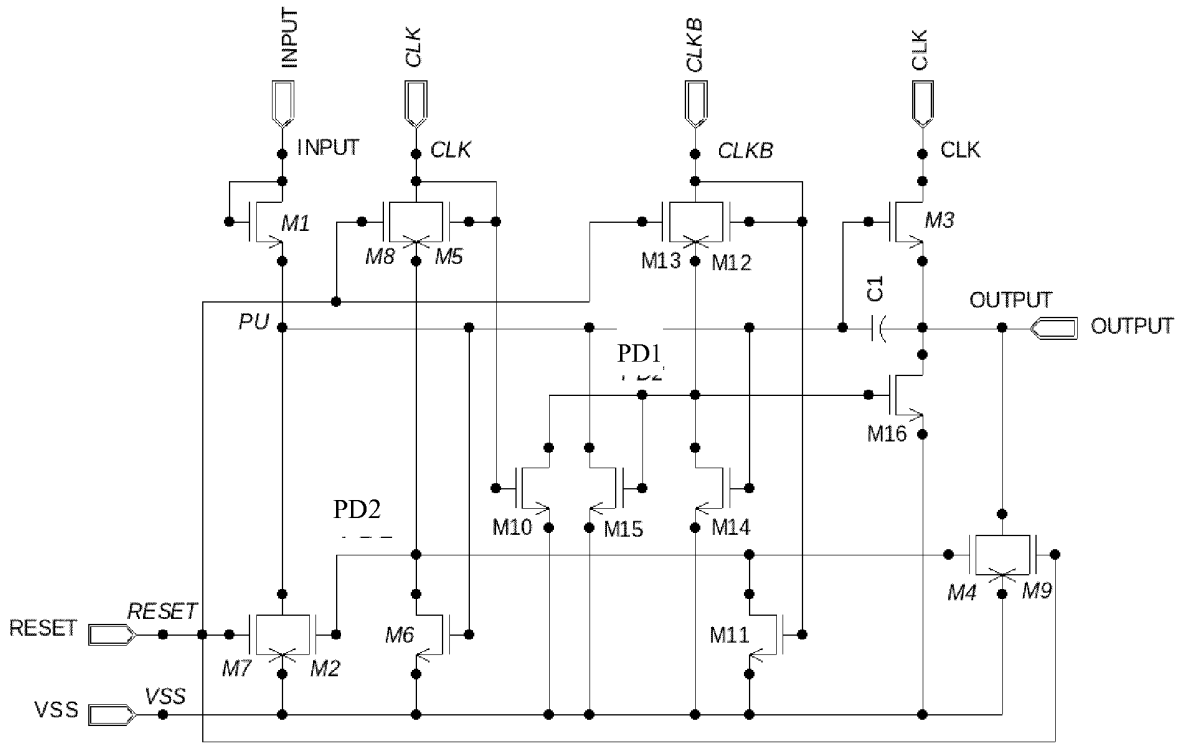 INPUT
CLK
CLKB
CLK
INPUT
CLK
CLKB
CLK
M1
M8
M5
M13
M12
M3
C1
OUTPUT
OUTPUT
PU
PD1
M16
M10
M15
M14
PD2
M4
M9
RESET
RESET
M7
M2
M6
M11
VSS
VSS